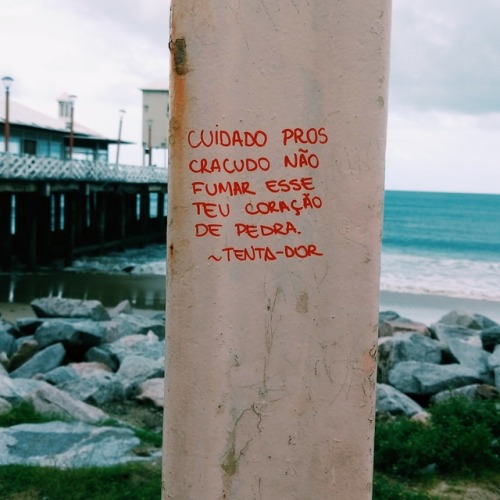 CUIDADO PROS
CRACUDO NÃO
FUMAR ESSE
TEU CORAÇÃO
DE PEDRA.
~TENTA-DOR